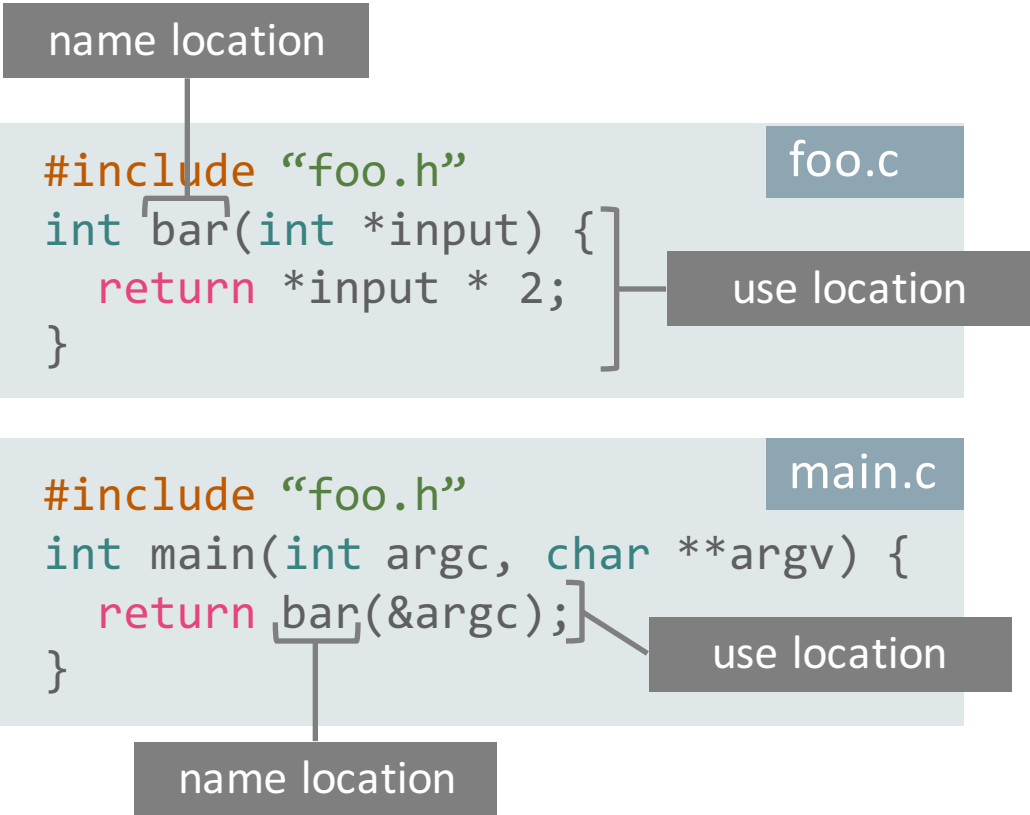 name location
foo.c
#include “foo.h”
int bar(int *input) {
  return *input * 2;
}
use location
main.c
#include “foo.h”
int main(int argc, char **argv) {
  return bar(&argc);
}
use location
name location